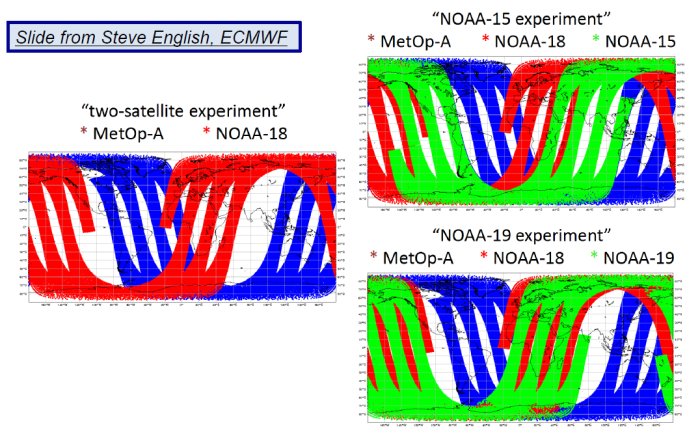 Slide from Steve English, ECMWF
“NOAA-15 experiment”
* MetOp-A * NOAA-18 * NOAA-15
“two-satellite experiment”
* MetOp-A * NOAA-18
“NOAA-19 experiment”
* MetOp-A * NOAA-18 * NOAA-19